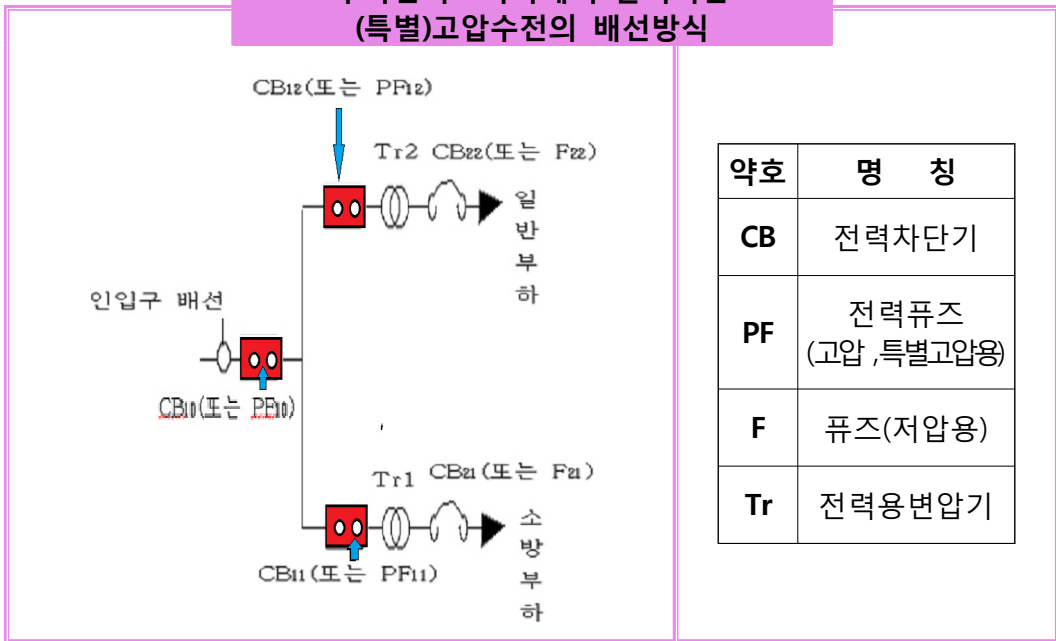 (특별)고압수전의 배선방식
CB12(또는 PF12)
Tr2 CB22(또는 F22)
일
반
부
하
인입구 배선
CB10(또는 PF10)
Tr1 CB21(또는 F21)
소
방
부
하
CB11(또는 PF11)
약호 명 칭
CB 전력차단기
PF 전력퓨즈
(고압 ,특별고압용)
F 퓨즈(저압용)
Tr 전력용변압기